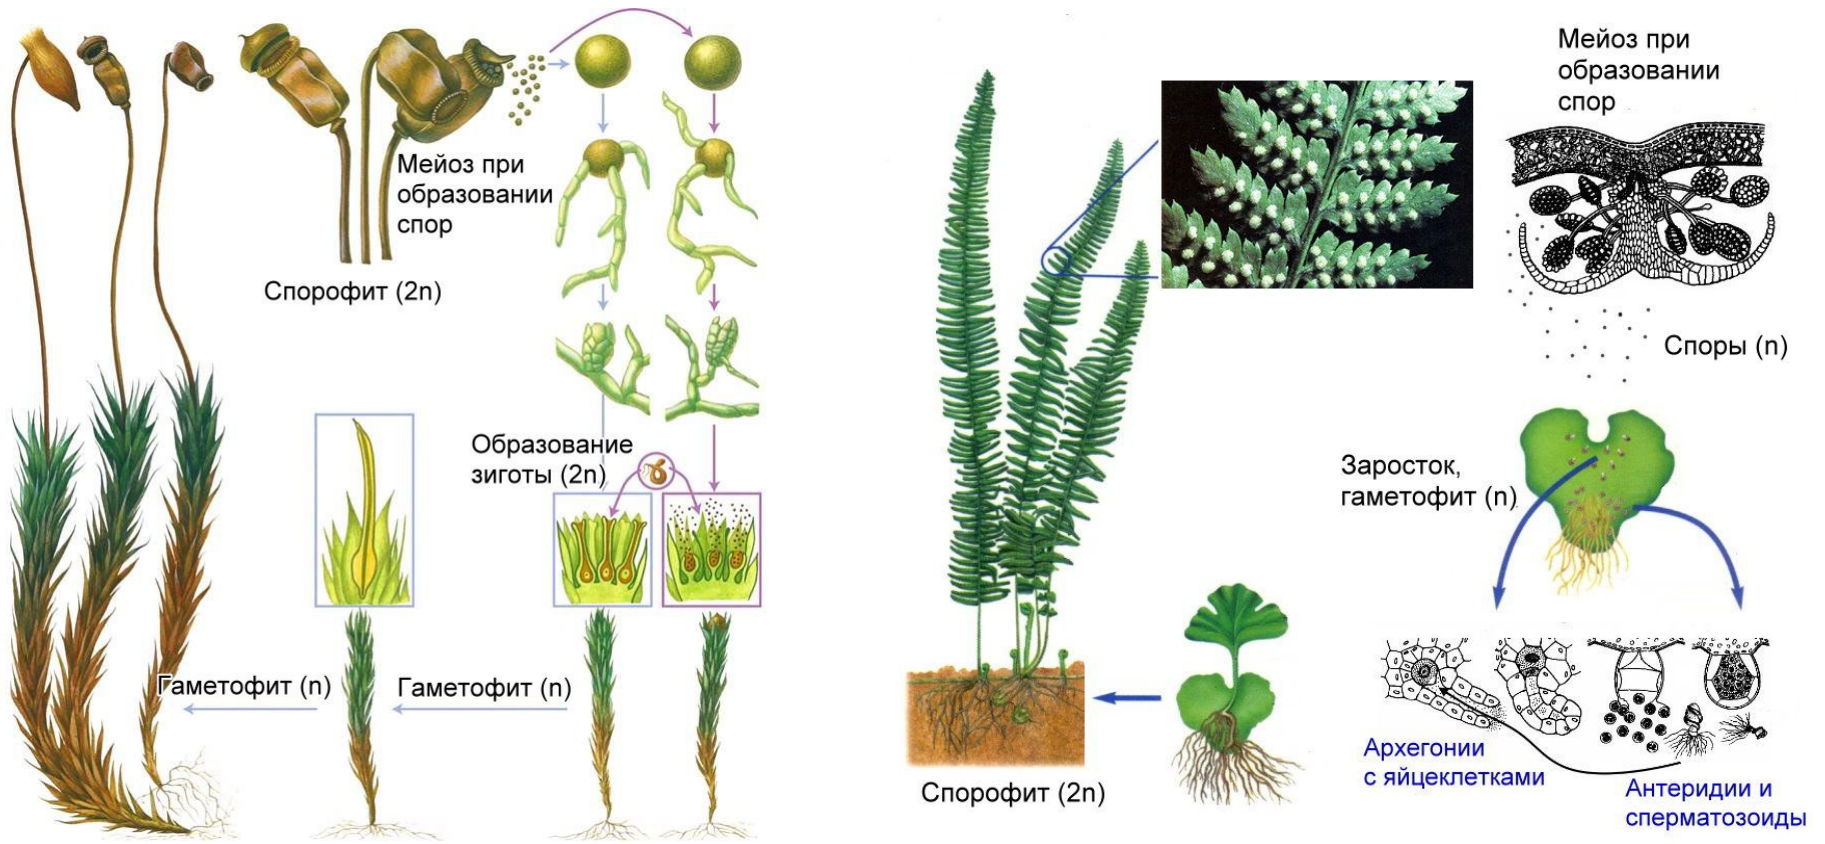 Мейоз при
образовании
спор
Спорофит (2n)
Образование
зиготы (2n)
Гаметофит (n)
Гаметофит (n)
Мейоз при
образовании
спор
Споры (n)
Заросток,
гаметофит (n)
Архегонии
с яйцеклетками
Антеридии и
сперматозоиды
Спорофит (2n)